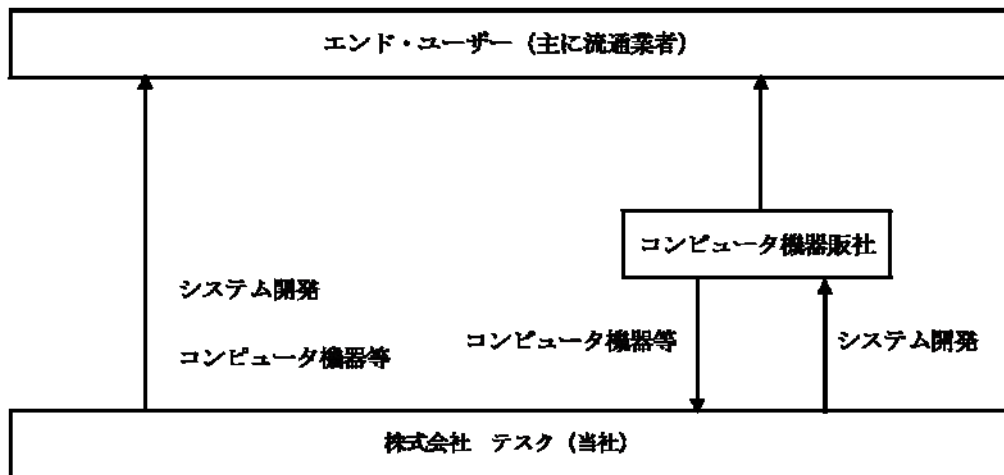 エンド・ユーザー（主に流通業者）
コンピュータ機器販社
システム開発
コンピュータ機器等
コンピュータ機器等
システム開発
株式会社　テスク（当社）